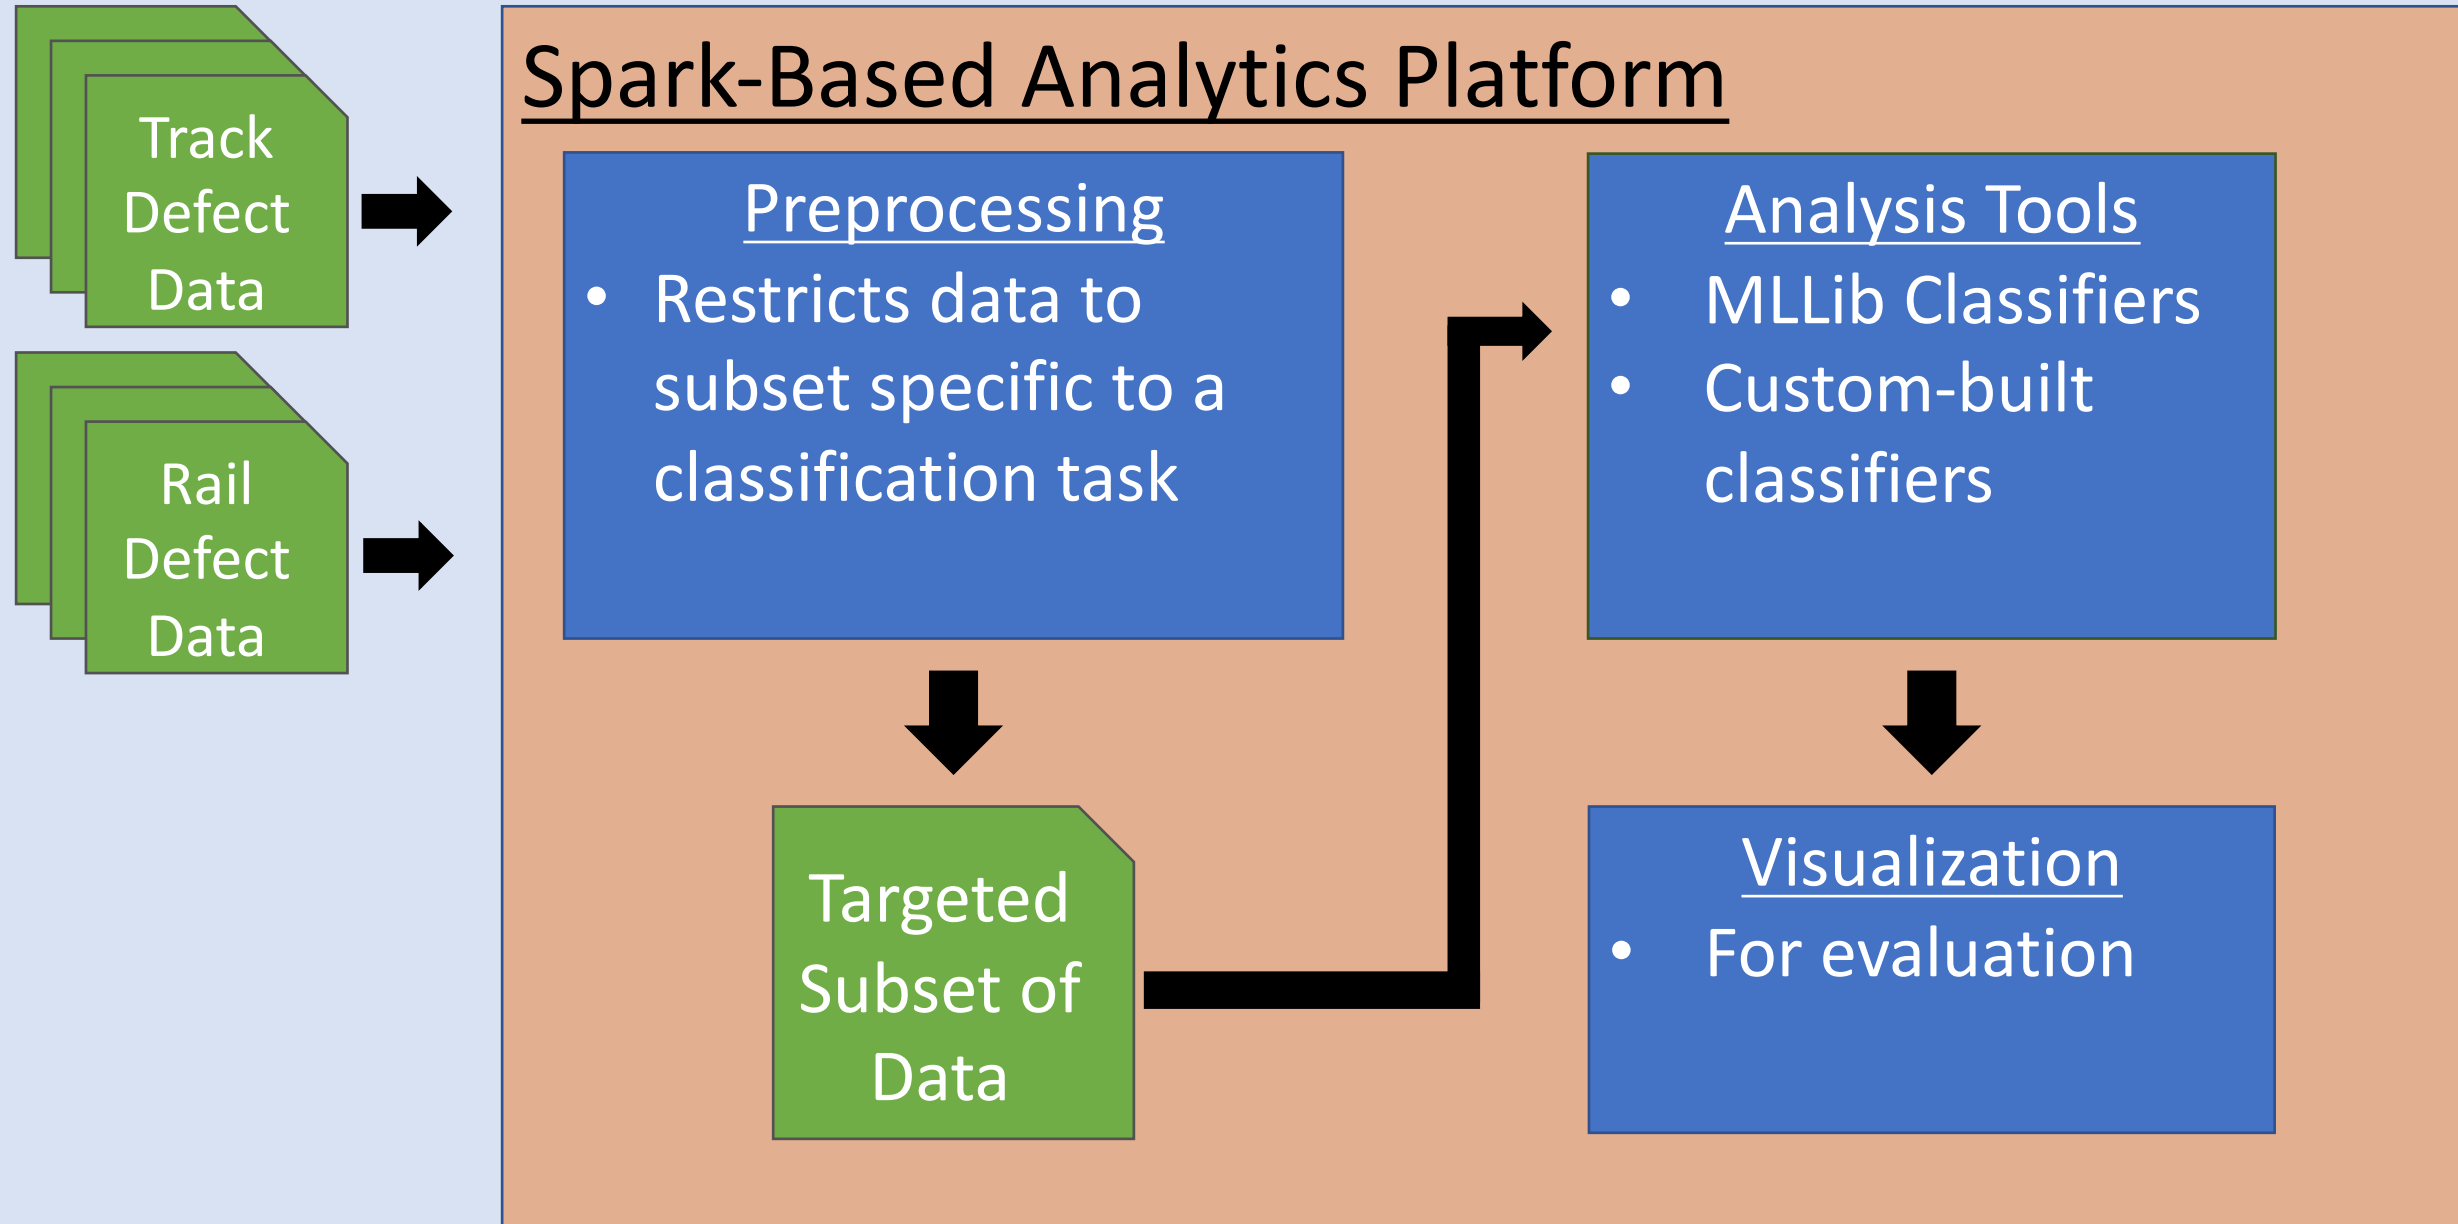 Track
Defect
Data
Rail
Defect
Data
Spark-Based Analytics Platform
Preprocessing
• Restricts data to
subset specific to a
classification task
Targeted
Subset of
Data
Analysis Tools
• MLLib Classifiers
• Custom-built
classifiers
Visualization
• For evaluation